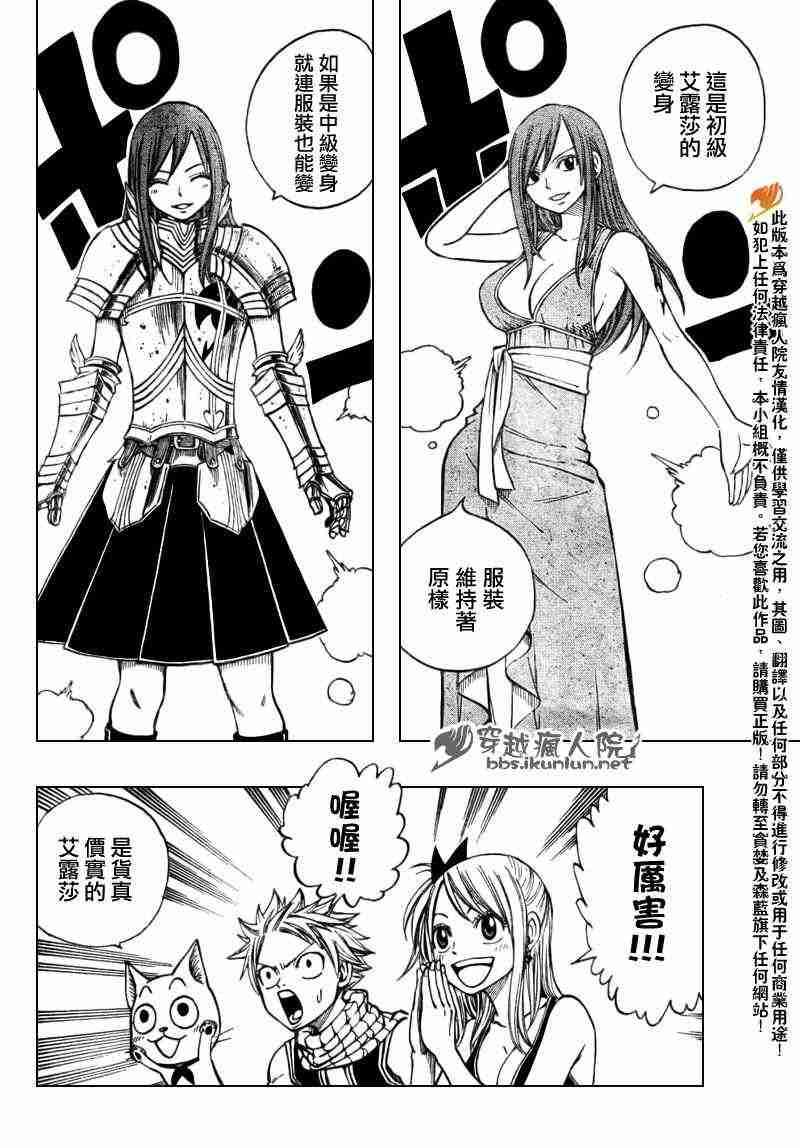 這是初級
艾露莎的
變身
服裝
維持著
原樣
如果是中級變身
就連服裝也能變
ポロ
ーン
好厲害!!!
喔喔!!
是貨真
價實的
艾露莎
穿越瘋人院
bbs.ikunlun.net
此版本爲穿越瘋人院友情漢化,僅供學習交流之用,其圖、翻譯以及任何部分不得進行修改或用于任何商業用途!
如犯上任何法律責任,本小組概不負責。若您喜歡此作品,請購買正版!請勿轉至貪婪及森藍旗下任何網站!